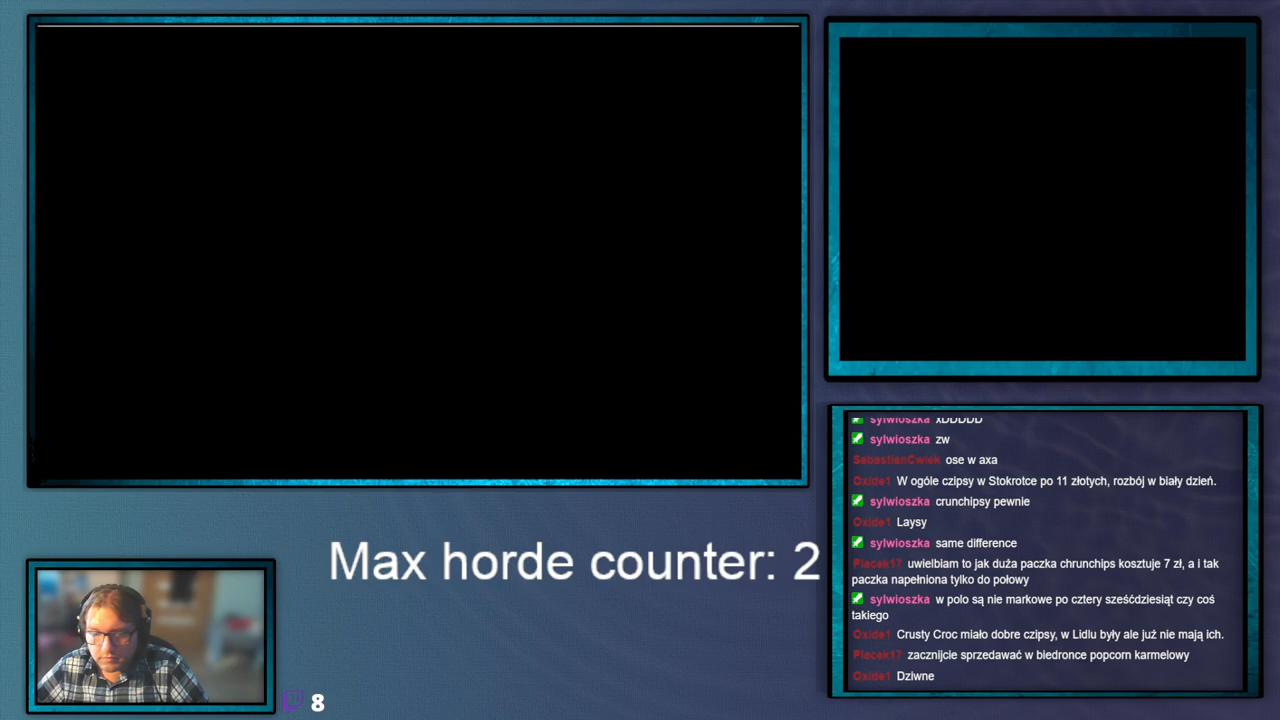 sylwioszka xDDDDD
sylwioszka zw
SebastianCwiek ose w axa
Oxide1 W ogóle czipsy w Stokrotce po 11 złotych, rozbój w biały dzień.
sylwioszka crunchipsy pewnie
Oxide1 Laysy
sylwioszka same difference
Placek17 uwielbiam to jak duża paczka chrunchips kosztuje 7 zł, a i tak
paczka napełniona tylko do połowy
sylwioszka w polo są nie markowe po cztery sześćdziesiąt czy coś
takiego
Oxide1 Crusty Croc miało dobre czipsy, w Lidlu były ale już nie mają ich.
Placek17 zacznijcie sprzedawać w biedronce popcorn karmelowy
Oxide1 Dziwne
Max horde counter: 2
8